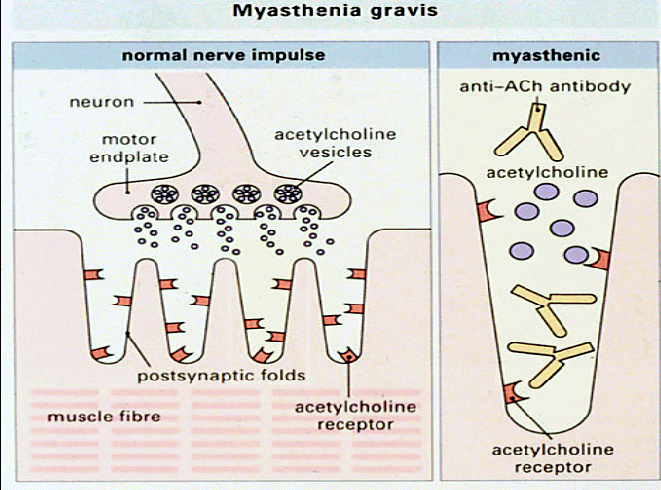 Myasthenia gravis
normal nerve impulse
neuron
motor
endplate
acetylcholine
vesicles
postsynaptic folds
muscle fibre
acetylcholine
receptor
myasthenic
anti-ACh antibody
acetylcholine
acetylcholine
receptor